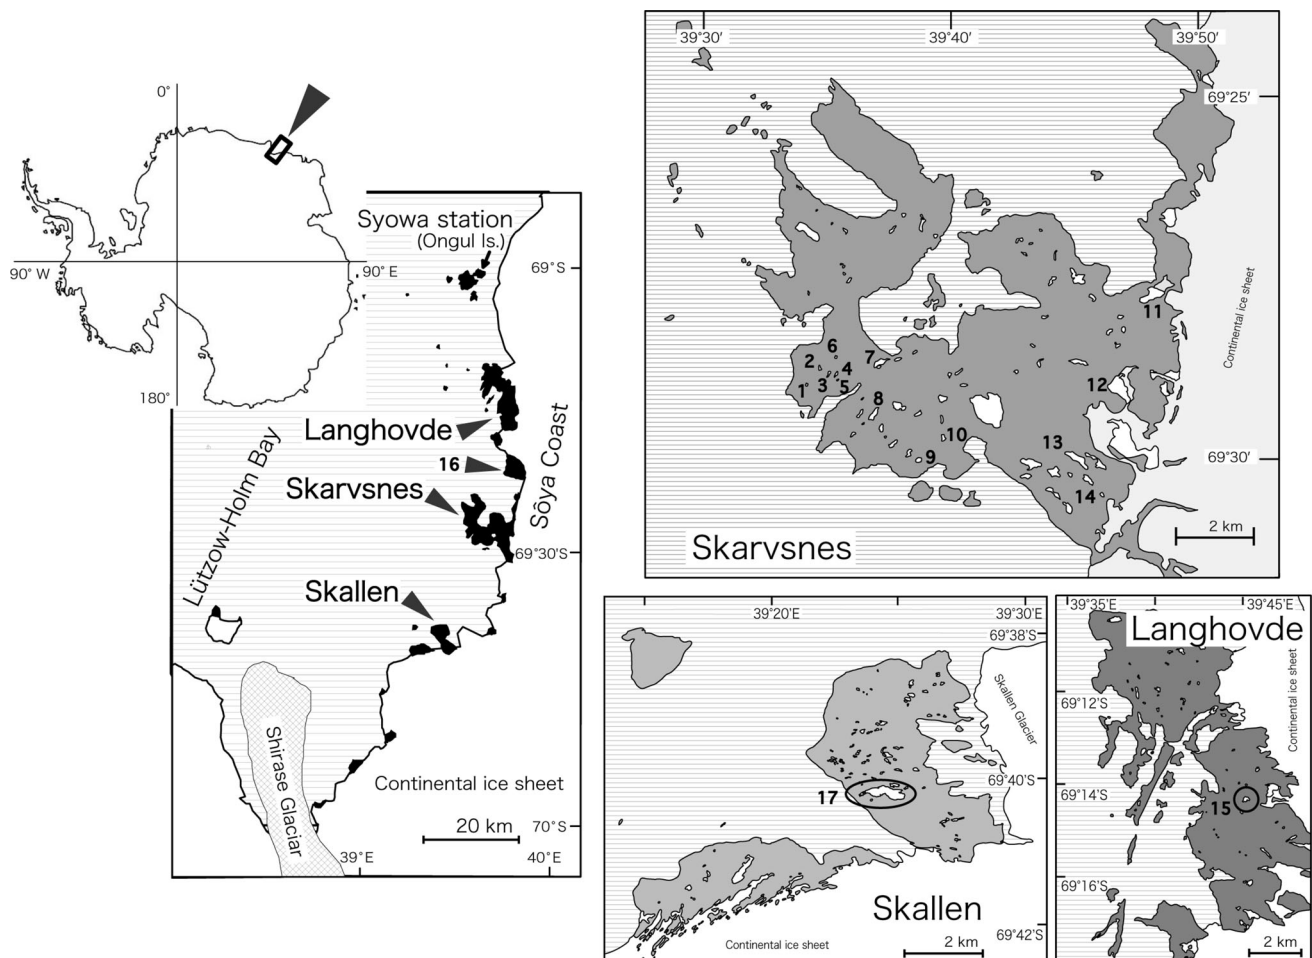 0°
90° W
90 E
180°
Syowa station
(Ongul Is.)
69°S
Langhovde
16
Skarvsnes
Sôya Coast
Lützow-Holm Bay
69°30'S
Skallen
Shirase Glaciar
Continental ice sheet
20 km
70°S
39°E
40°E
39°30'
39°40'
39°50'
69°25'
Continental ice sheet
11
6
2
7
4
1
3
5
12
8
10
13
9
69°30'
14
2 km
Skarvsnes
39°20'E
39°30'E
69°38'S
Skallen Glacier
69°40'S
17
Skallen
69°42'S
Continental ice sheet
2 km
39°35'E
39°45'E
Langhovde
Continental ice sheet
69°12'S
69°14'S
15
69°16'S
2 km